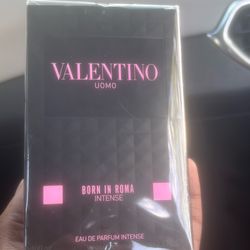 VALENTINO
UOMO
BORN IN ROMA
INTENSE
EAU DE PARFUM INTENSE